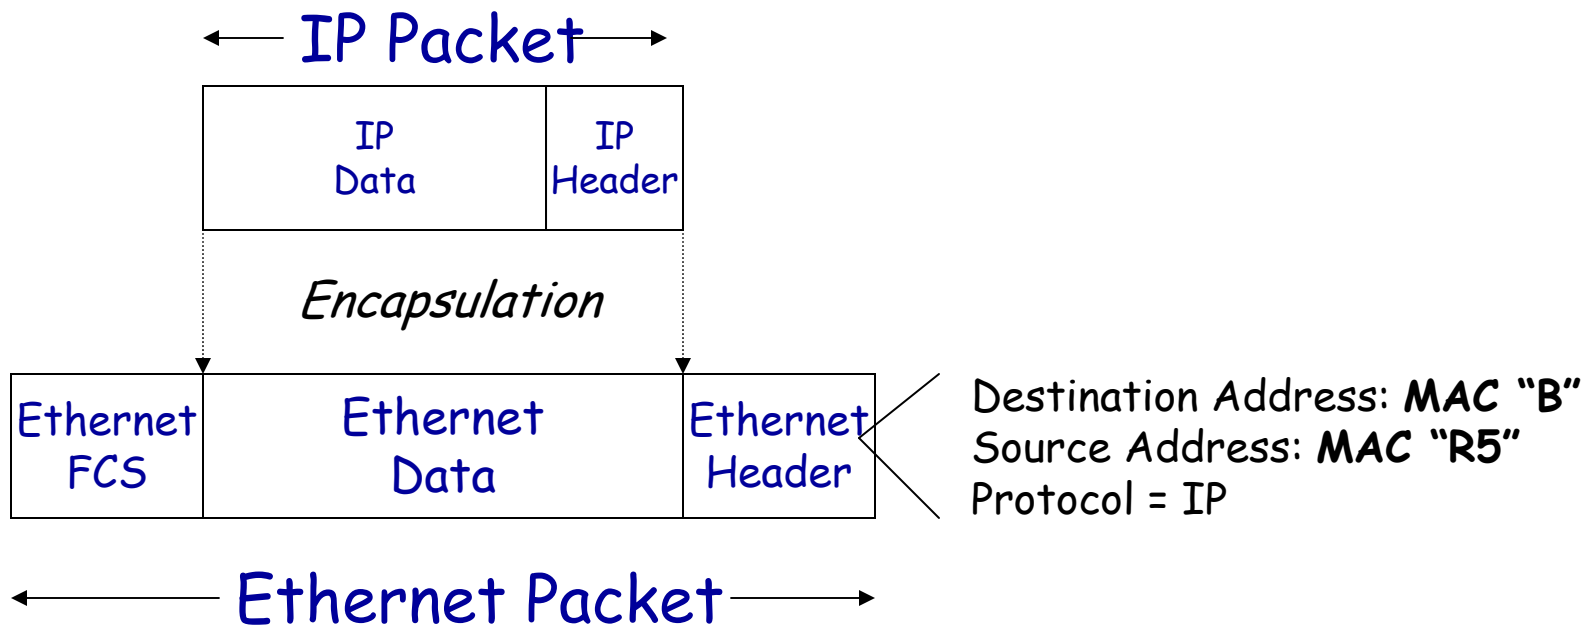 IP Packet
IP
Data
IP
Header
Encapsulation
Ethernet
FCS
Ethernet
Data
Ethernet
Header
Destination Address: MAC “B”
Source Address: MAC “R5”
Protocol = IP
Ethernet Packet